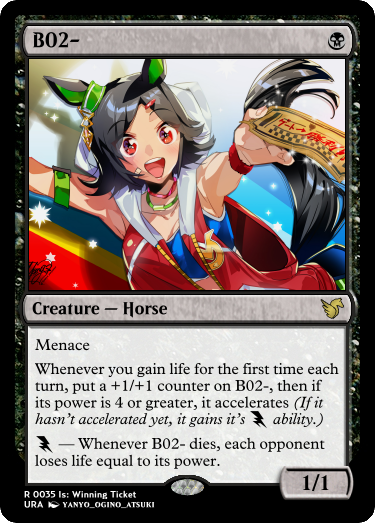 B02-
Creature — Horse
Menace
Whenever you gain life for the first time each
turn, put a +1/+1 counter on B02-, then if
its power is 4 or greater, it accelerates (If it
hasn't accelerated yet, it gains it's ability.)
— Whenever B02- dies, each opponent
loses life equal to its power.
1/1
R 0035 Is: Winning Ticket
URA YANYO_OGINO_ATSUKI